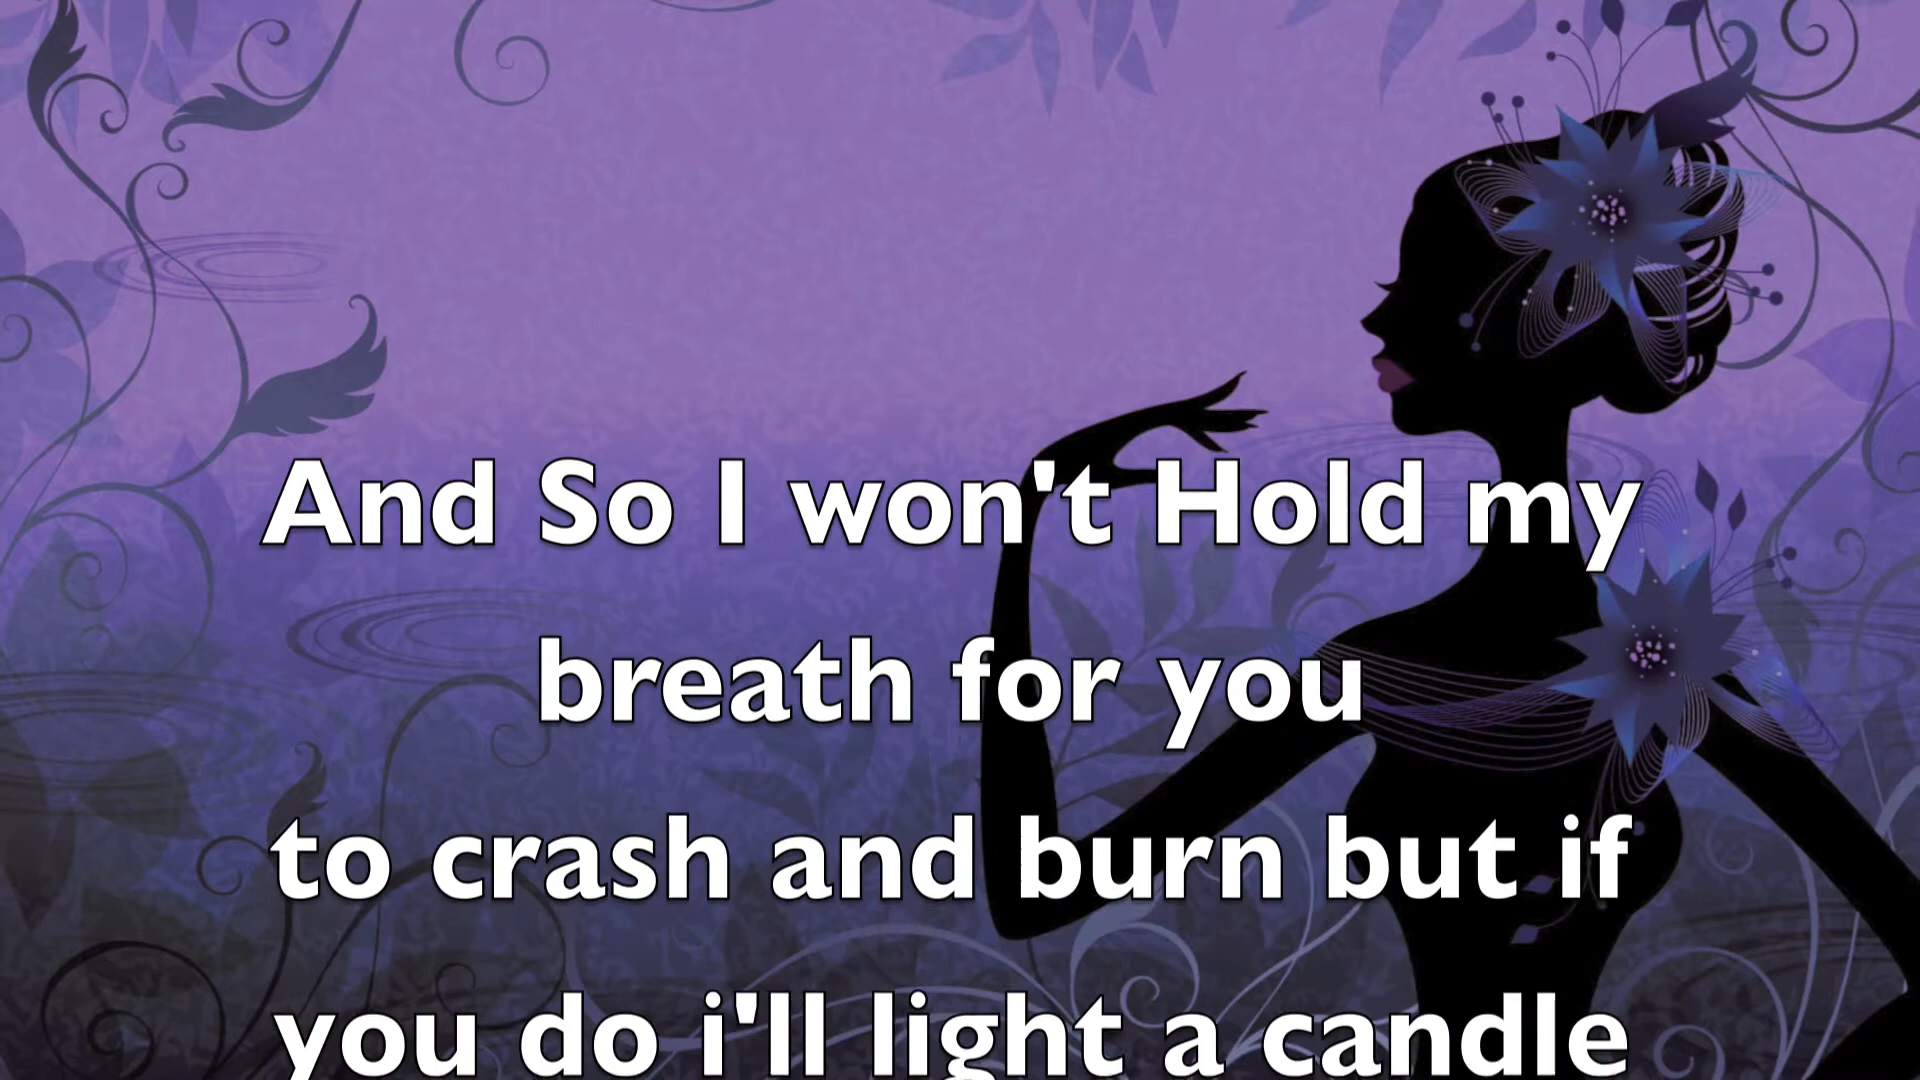 And So I won't Hold my
breath for you
to crash and burn but if
you do i'll light a candle